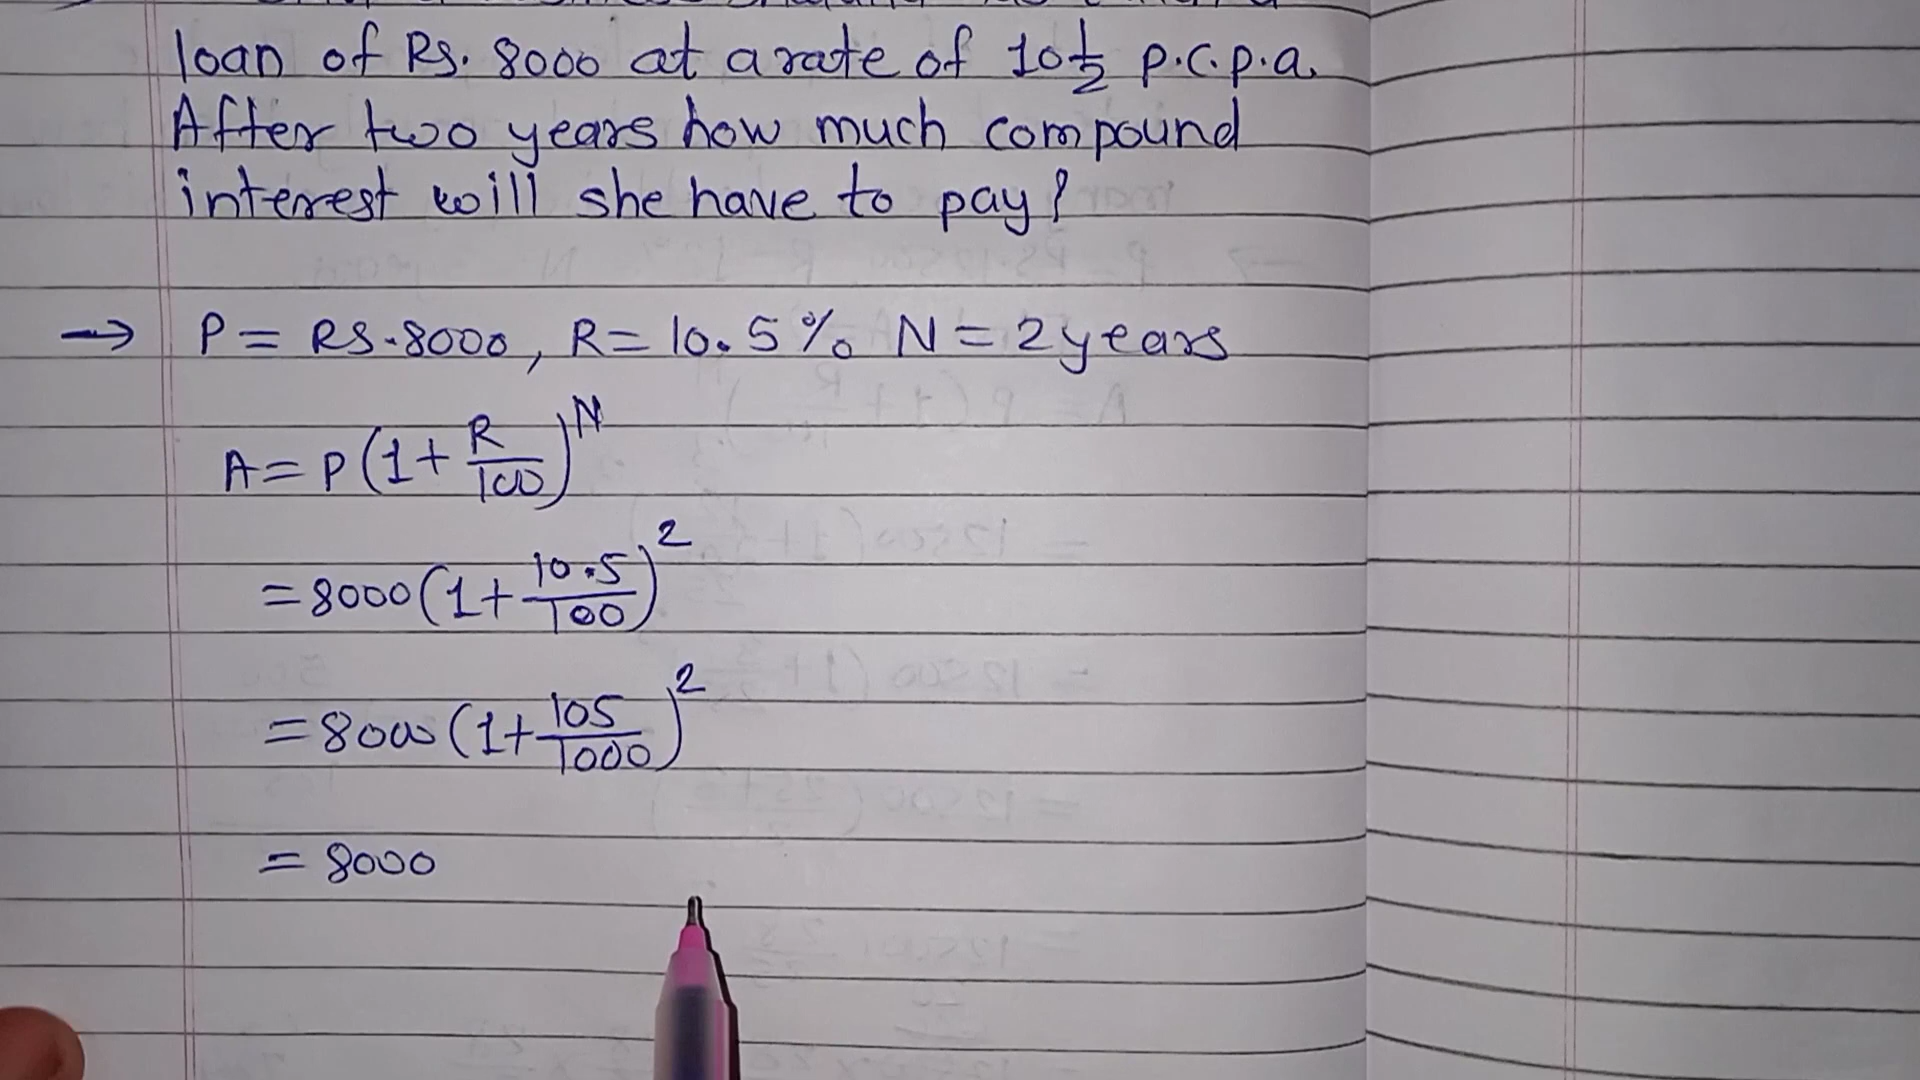 loan of Rs. 8000 at a rate of 10 1/2 p.c.p.a.
After two years how much compound
interest will she have to pay?
→ P = RS.8000, R = 10.5% N = 2 years
A = P(1 + R/100)^N
= 8000(1 + 10.5/100)^2
= 8000(1 + 105/1000)^2
= 8000